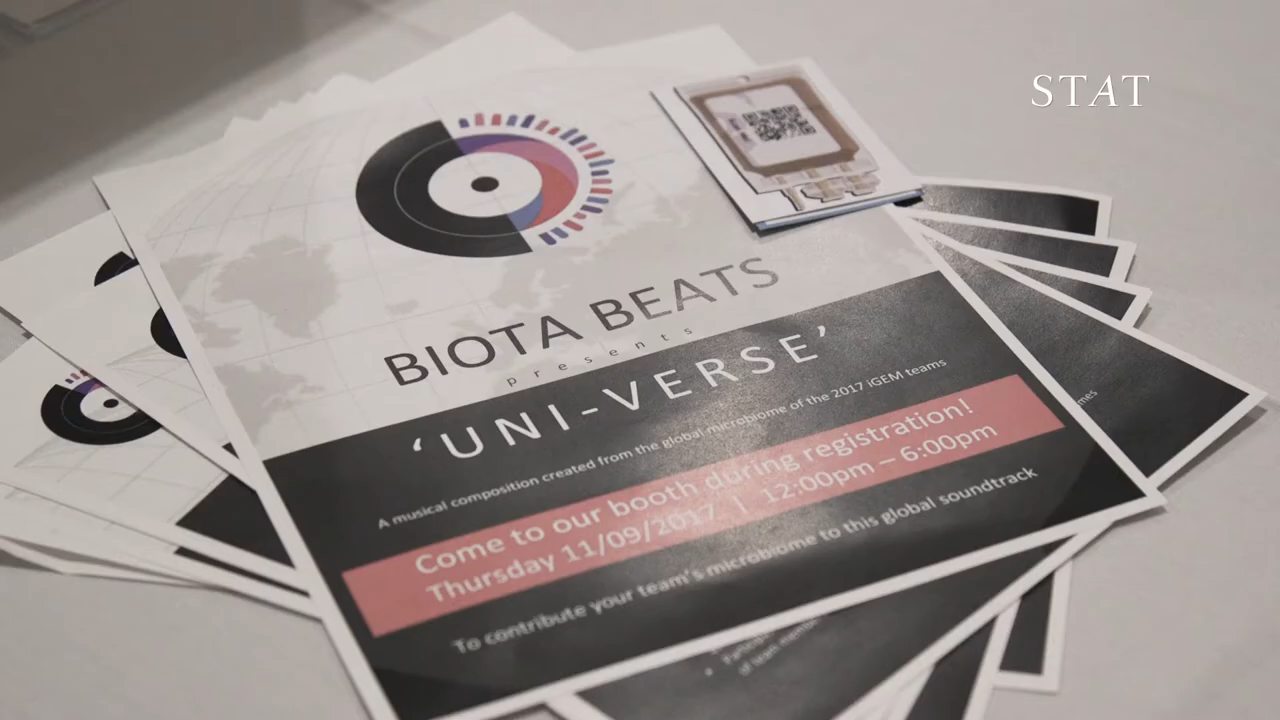 STAT
BIOTA BEATS
presents
‘UNI-VERSE’
A musical composition created from the global microbiome of the 2017 iGEM teams
Come to our booth during registration!
Thursday 11/09/2017 | 12:00pm – 6:00pm
To contribute your team's microbiome to this global soundtrack
of team